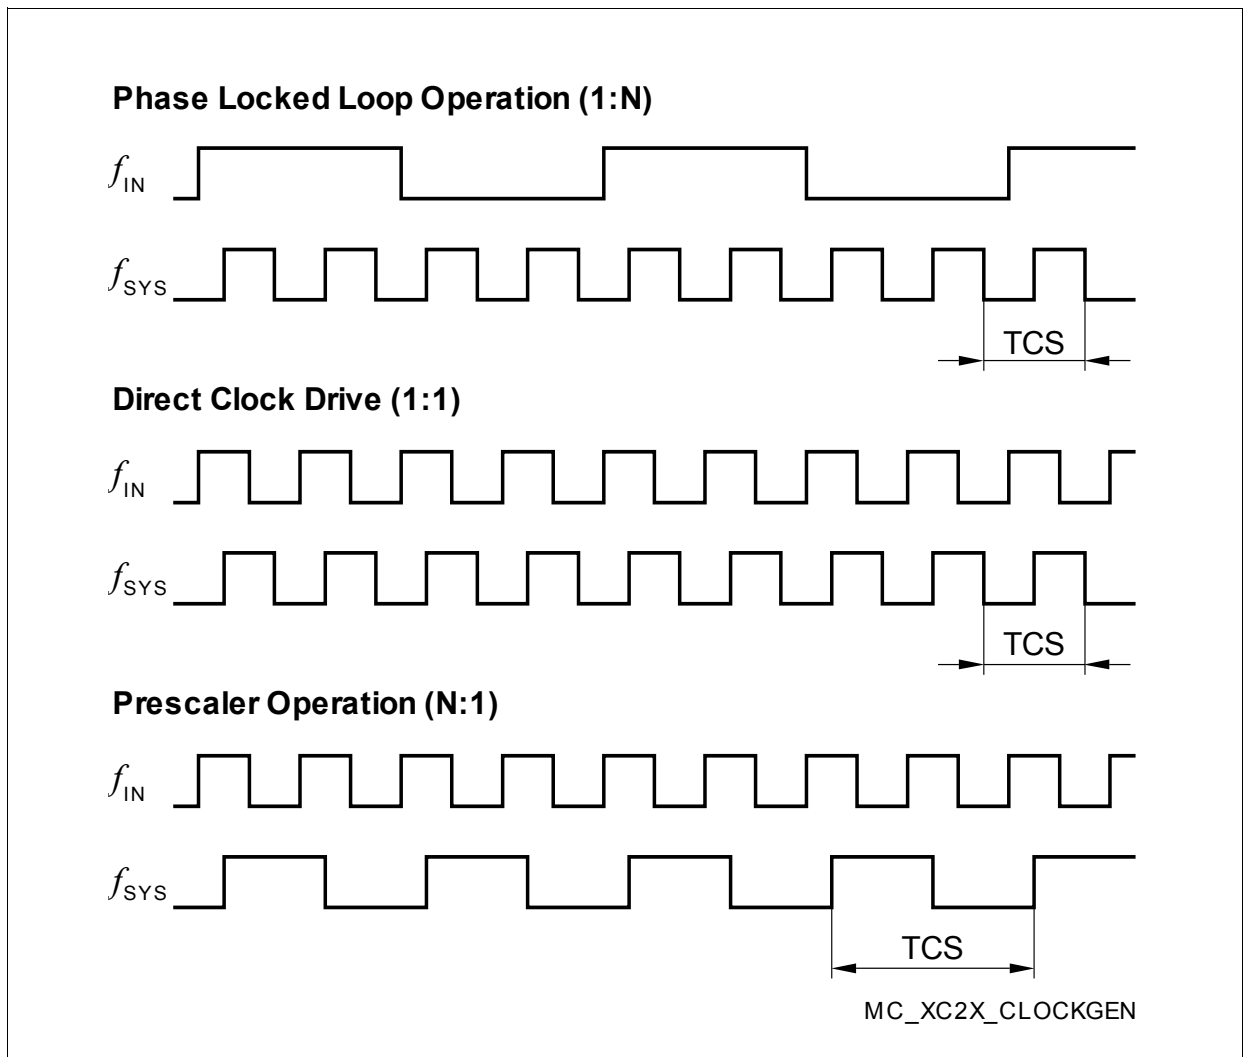 Phase Locked Loop Operation (1:N)
fIN
fSYS
TCS
Direct Clock Drive (1:1)
fIN
fSYS
TCS
Prescaler Operation (N:1)
fIN
fSYS
TCS
MC_XC2X_CLOCKGEN